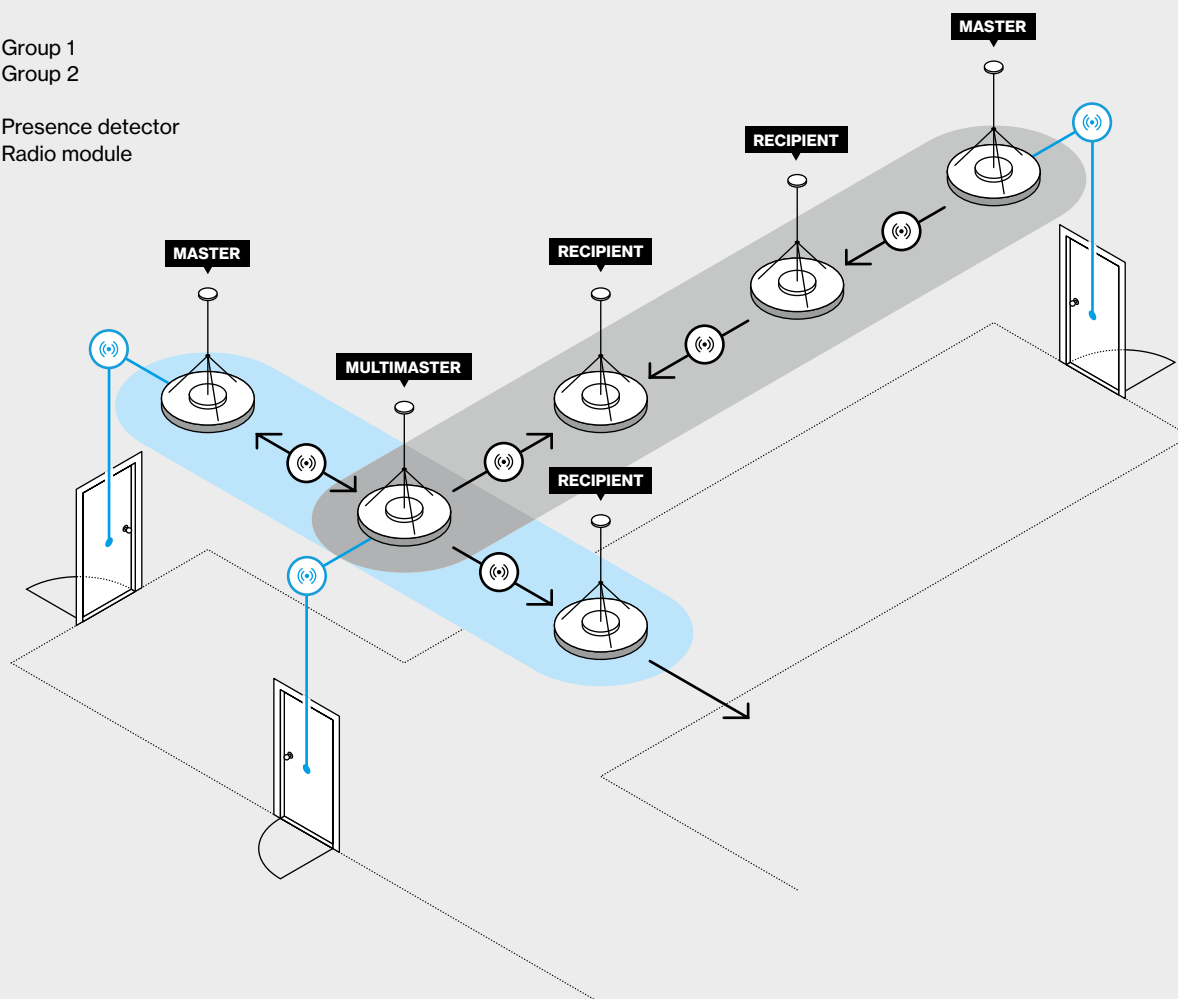 Group 1
Group 2
Presence detector
Radio module
MASTER
RECIPIENT
MASTER
RECIPIENT
MULTIMASTER
RECIPIENT